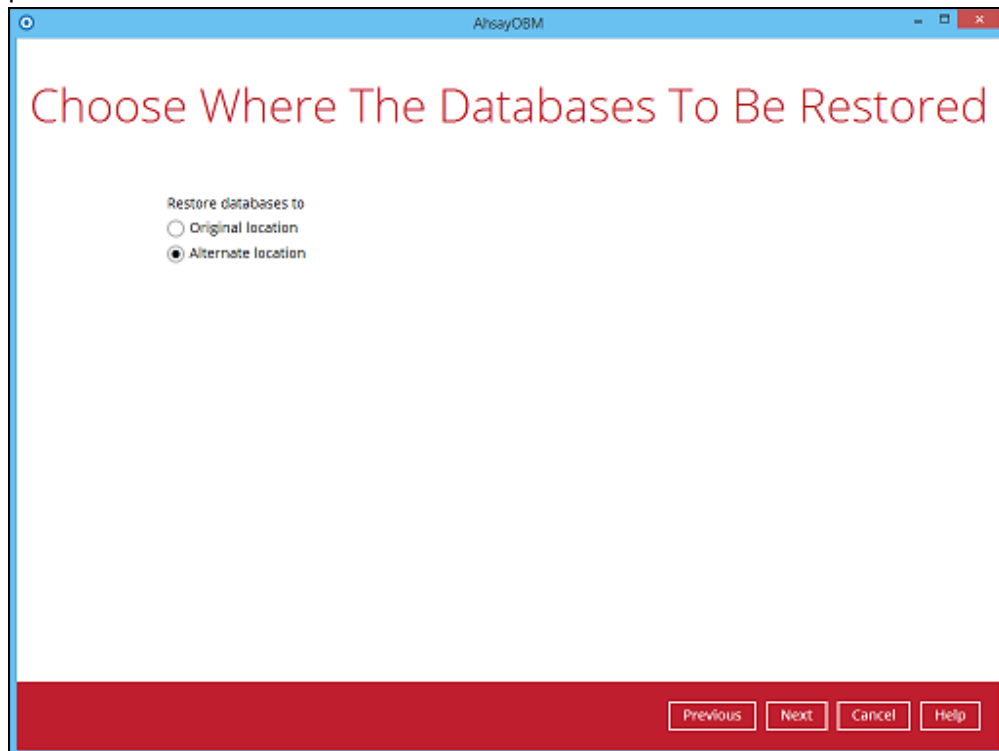 AhsayOBM
Choose Where The Databases To Be Restored
Restore databases to
Original location
Alternate location
Previous Next Cancel Help